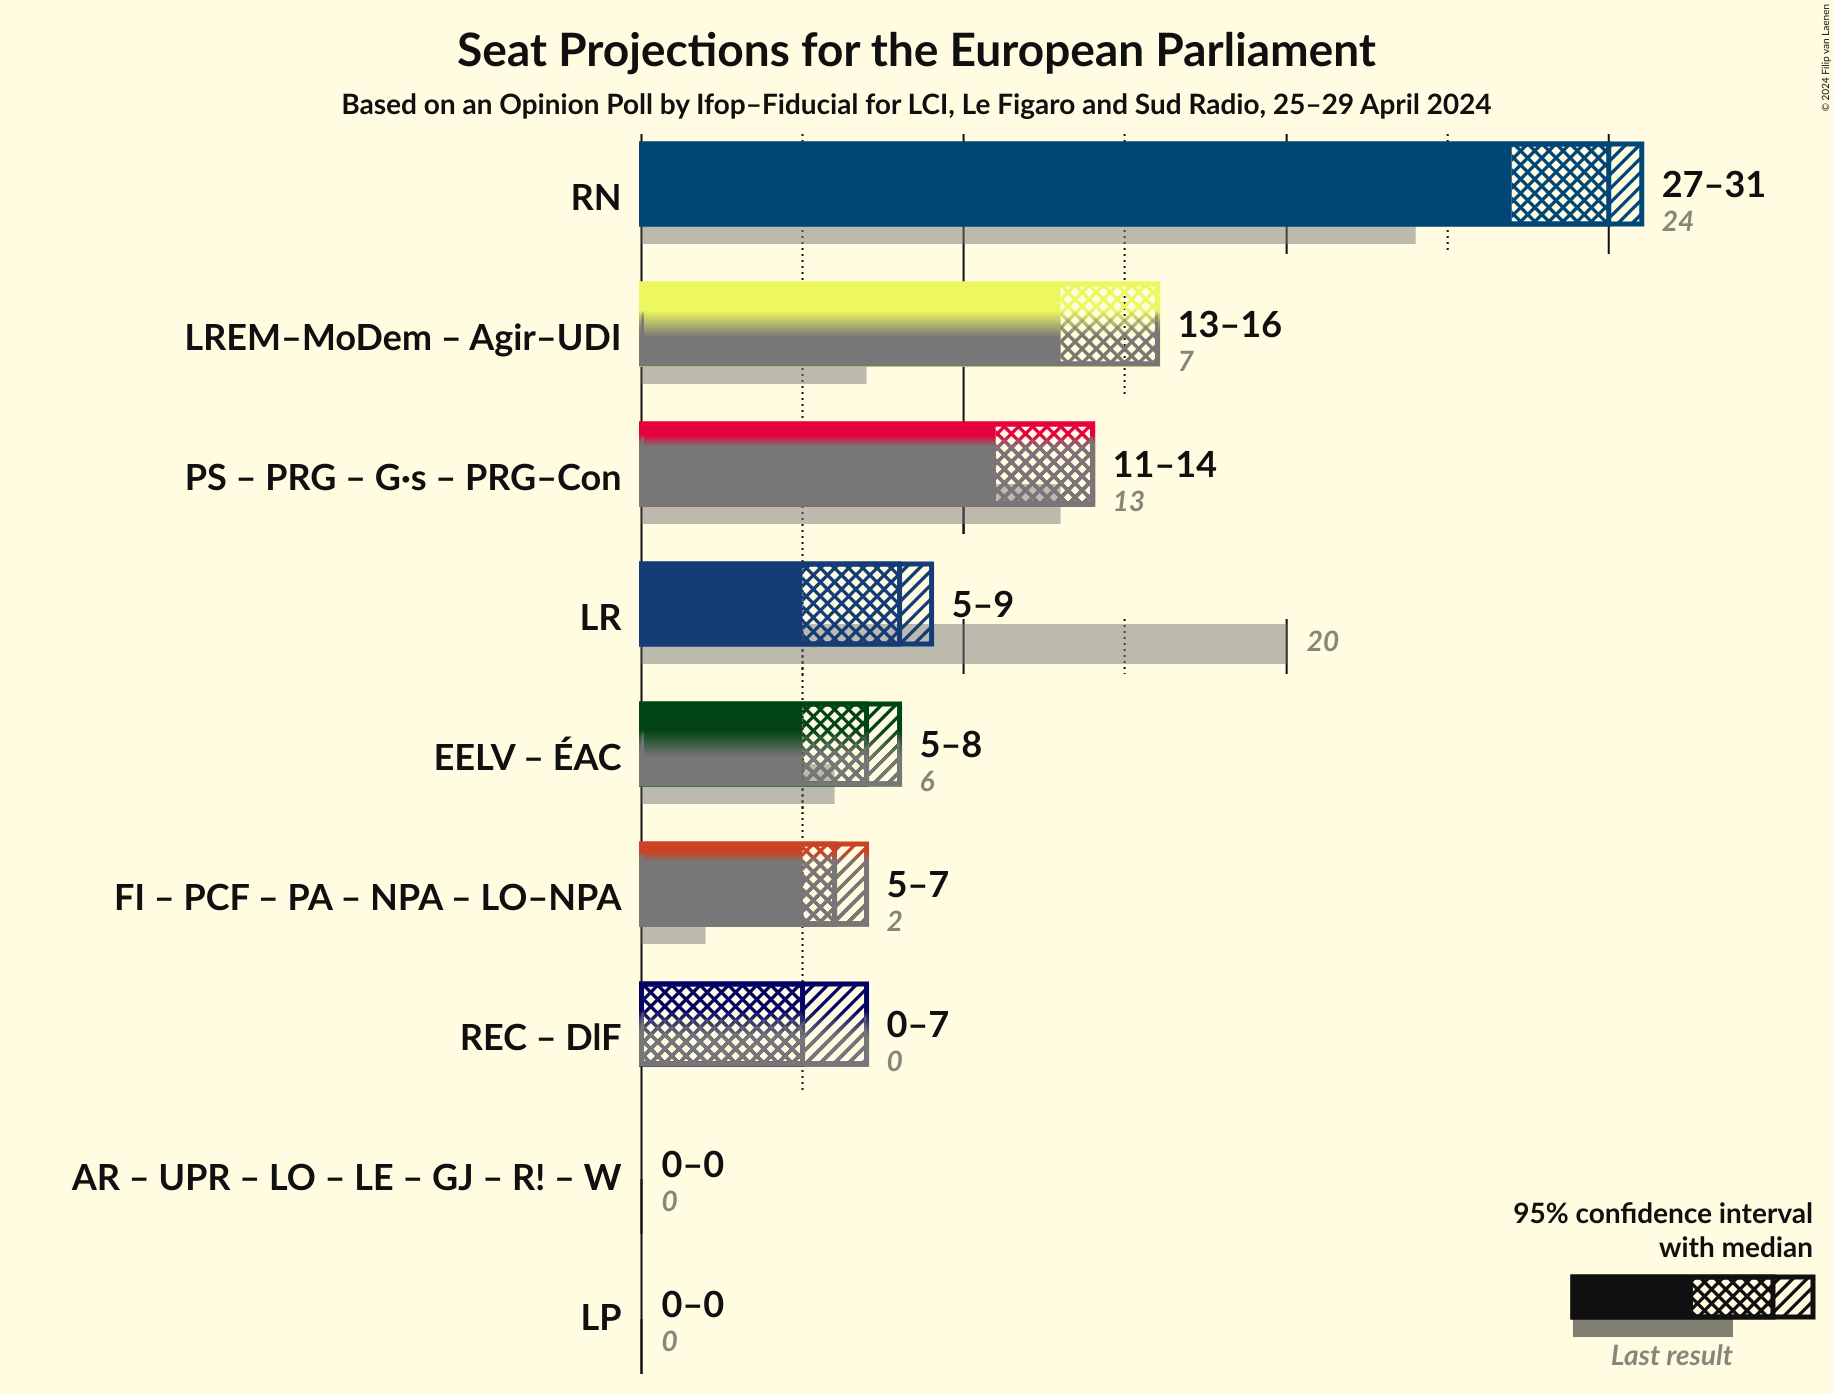 Seat Projections for the European Parliament
Based on an Opinion Poll by Ifop–Fiducial for LCI, Le Figaro and Sud Radio, 25–29 April 2024
© 2024 Filip van Laenen
RN
27–31
24
LREM–MoDem – Agir–UDI
13–16
7
PS – PRG – G·s – PRG–Con
11–14
13
LR
5–9
20
EELV – ÉAC
5–8
6
FI – PCF – PA – NPA – LO–NPA
5–7
2
REC – DlF
0–7
0
AR – UPR – LO – LE – GJ – R! – W
0–0
0
LP
0–0
0
95% confidence interval
with median
Last result